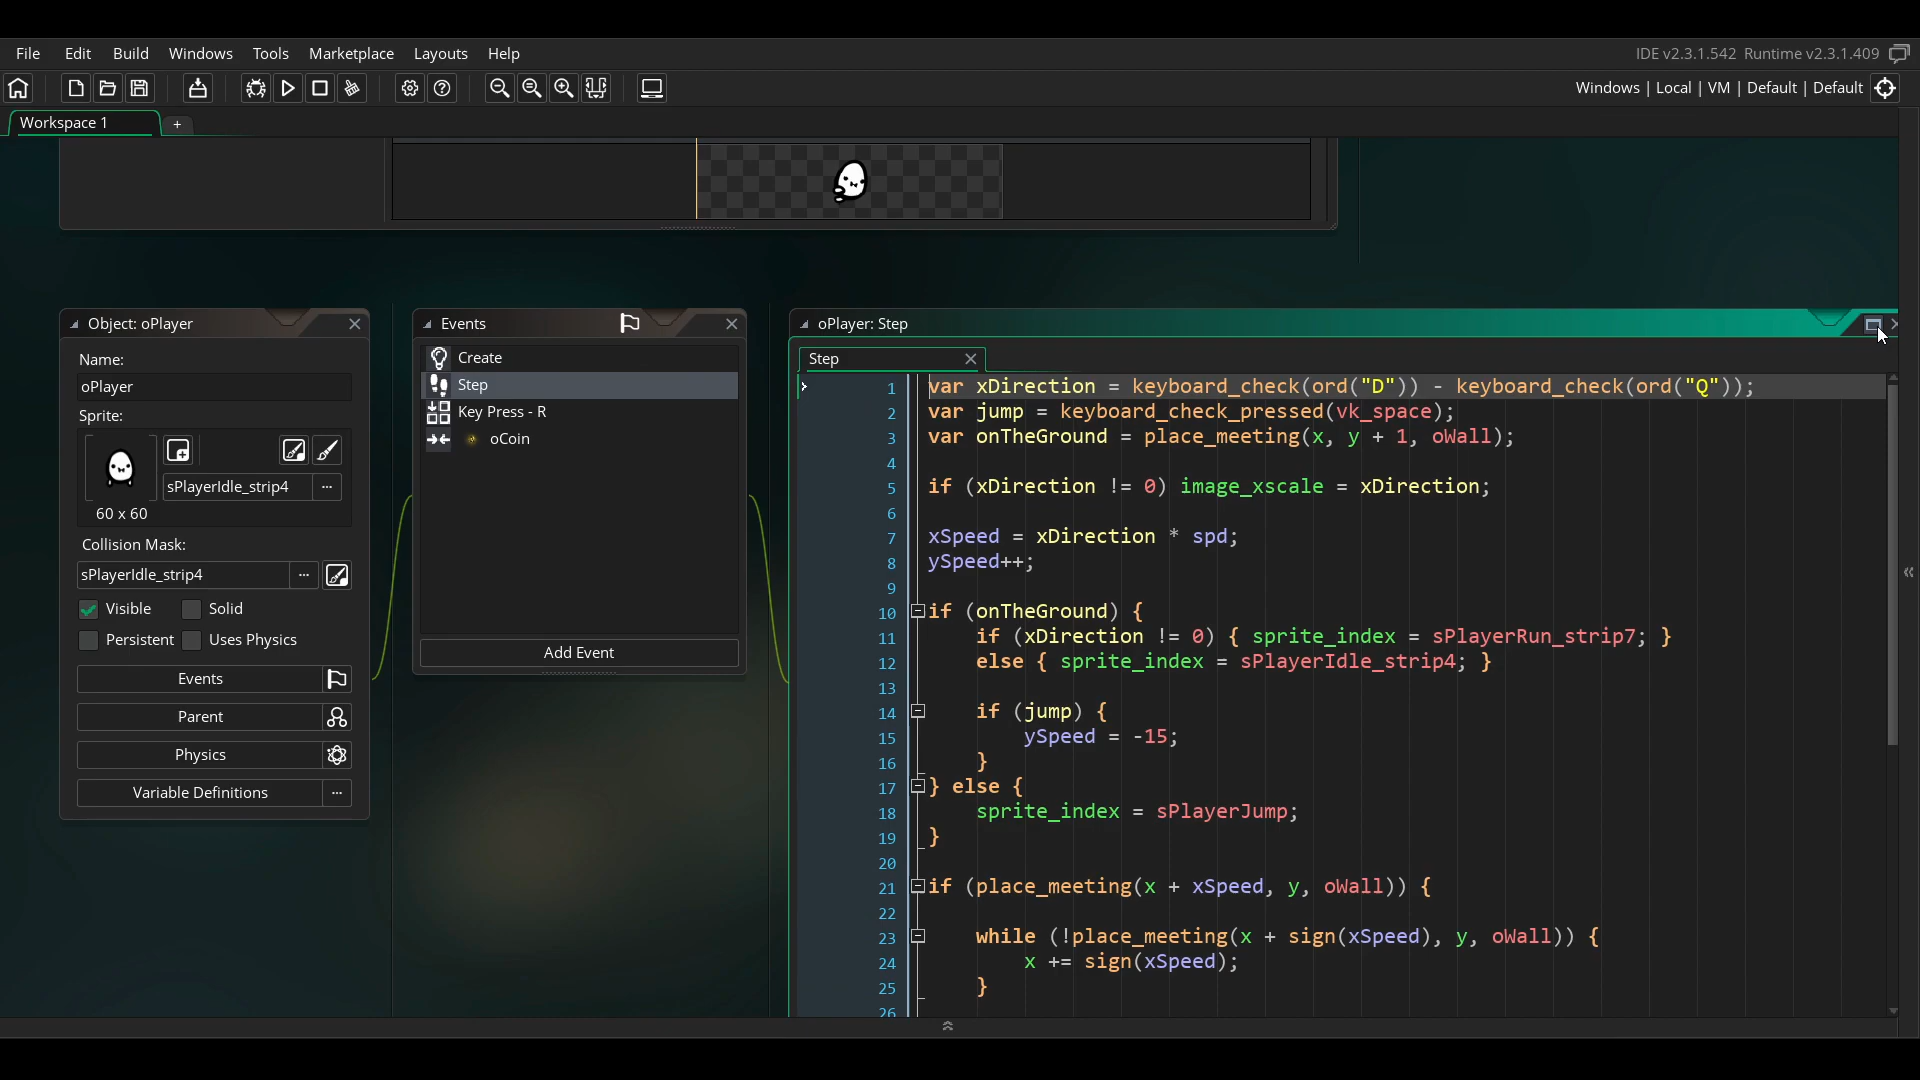 File Edit Build Windows Tools Marketplace Layouts Help
IDE v2.3.1.542 Runtime v2.3.1.409
Windows | Local | VM | Default | Default
Workspace 1 +
Object: oPlayer
Name:
oPlayer
Sprite:
sPlayerIdle_strip4 ...
60 x 60
Collision Mask:
sPlayerIdle_strip4 ...
Visible Solid
Persistent Uses Physics
Events
Parent
Physics
Variable Definitions ...
Events
Create
Step
Key Press - R
oCoin
Add Event
oPlayer: Step
Step
1 var xDirection = keyboard_check(ord("D")) - keyboard_check(ord("Q"));
2 var jump = keyboard_check_pressed(vk_space);
3 var onTheGround = place_meeting(x, y + 1, oWall);
4
5 if (xDirection != 0) image_xscale = xDirection;
6
7 xSpeed = xDirection * spd;
8 ySpeed++;
9
10 if (onTheGround) {
11 if (xDirection != 0) { sprite_index = sPlayerRun_strip7; }
12 else { sprite_index = sPlayerIdle_strip4; }
13
14 if (jump) {
15 ySpeed = -15;
16 }
17 } else {
18 sprite_index = sPlayerJump;
19 }
20
21 if (place_meeting(x + xSpeed, y, oWall)) {
22
23 while (!place_meeting(x + sign(xSpeed), y, oWall)) {
24 x += sign(xSpeed);
25 }
26